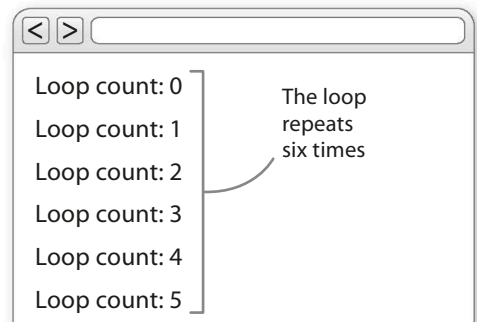 < >
Loop count: 0
Loop count: 1
Loop count: 2
Loop count: 3
Loop count: 4
Loop count: 5
The loop
repeats
six times